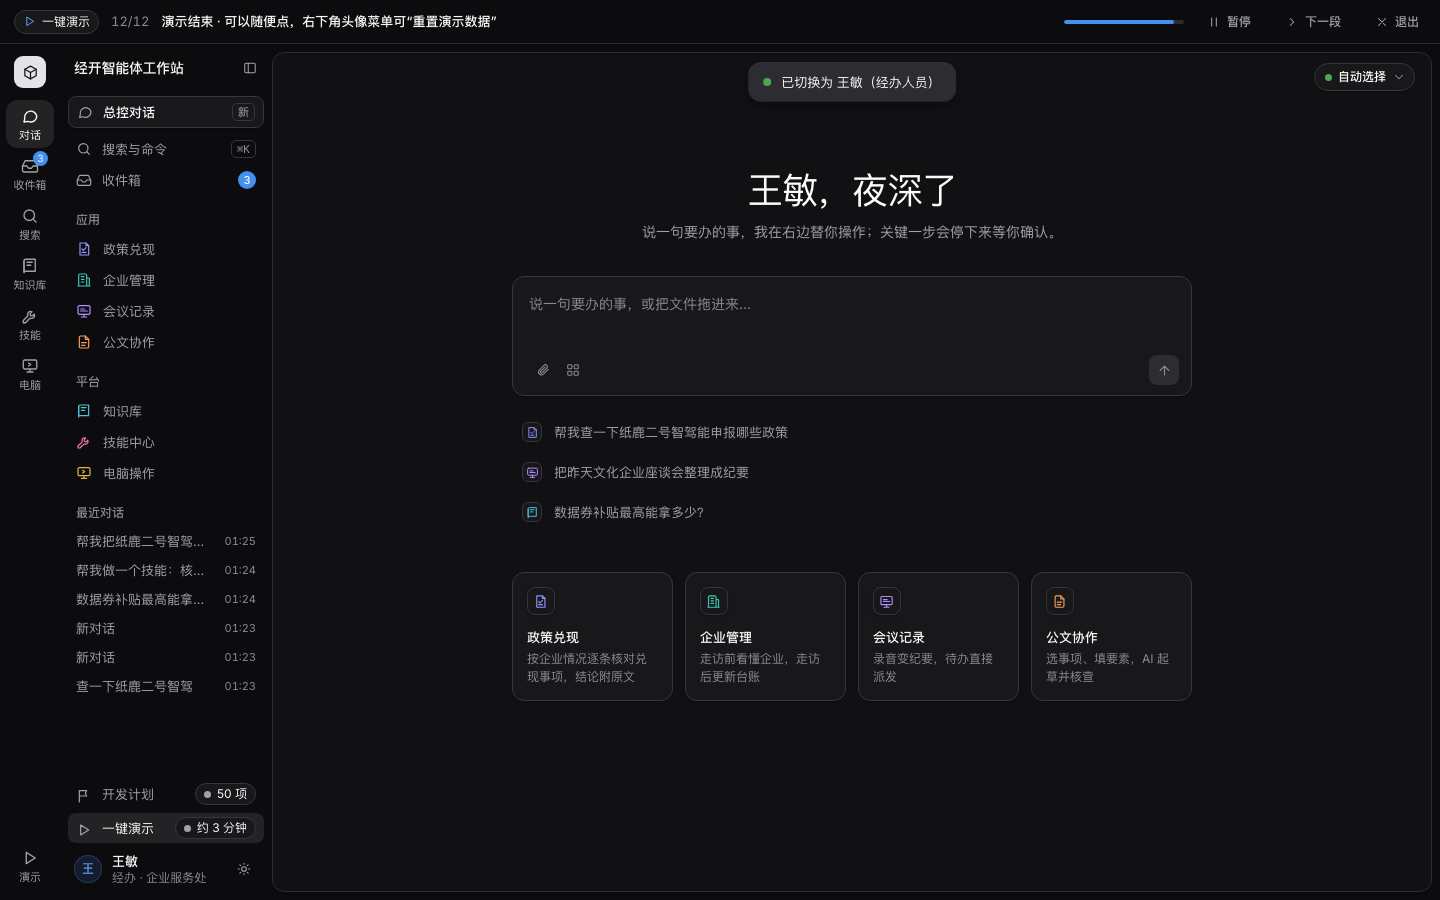 一键演示
12/12
演示结束 · 可以随便点，右下角头像菜单可“重置演示数据”
暂停
下一段
退出
对话
3
收件箱
搜索
知识库
技能
电脑
演示
经开智能体工作站
总控对话
新
搜索与命令
⌘K
收件箱
3
应用
政策兑现
企业管理
会议记录
公文协作
平台
知识库
技能中心
电脑操作
最近对话
帮我把纸鹿二号智驾... 01:25
帮我做一个技能：核... 01:24
数据券补贴最高能拿... 01:24
新对话 01:23
新对话 01:23
查一下纸鹿二号智驾 01:23
开发计划
50 项
一键演示
约 3 分钟
王
王敏
经办 · 企业服务处
已切换为 王敏（经办人员）
自动选择
王敏，夜深了
说一句要办的事，我在右边替你操作；关键一步会停下来等你确认。
说一句要办的事，或把文件拖进来...
帮我查一下纸鹿二号智驾能申报哪些政策
把昨天文化企业座谈会整理成纪要
数据券补贴最高能拿多少？
政策兑现
按企业情况逐条核对兑
现事项，结论附原文
企业管理
走访前看懂企业，走访
后更新台账
会议记录
录音变纪要，待办直接
派发
公文协作
选事项、填要素，AI 起
草并核查